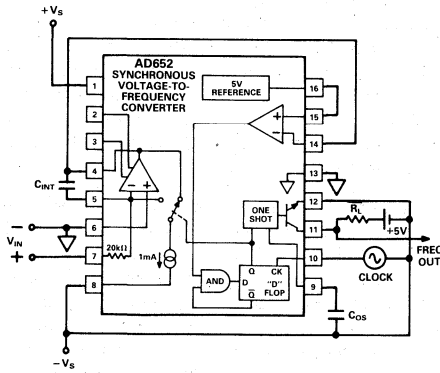 +VS
AD652
SYNCHRONOUS
VOLTAGE-TO-
FREQUENCY
CONVERTER
5V
REFERENCE
1
2
3
4
5
6
7
8
16
15
14
13
12
11
10
9
+
−
− +
CINT
−
VIN
+
20kΩ
1mA
ONE
SHOT
AND
Q CK
D "D"
Q̅ FLOP
RL
+5V
FREQ
OUT
CLOCK
COS
−VS